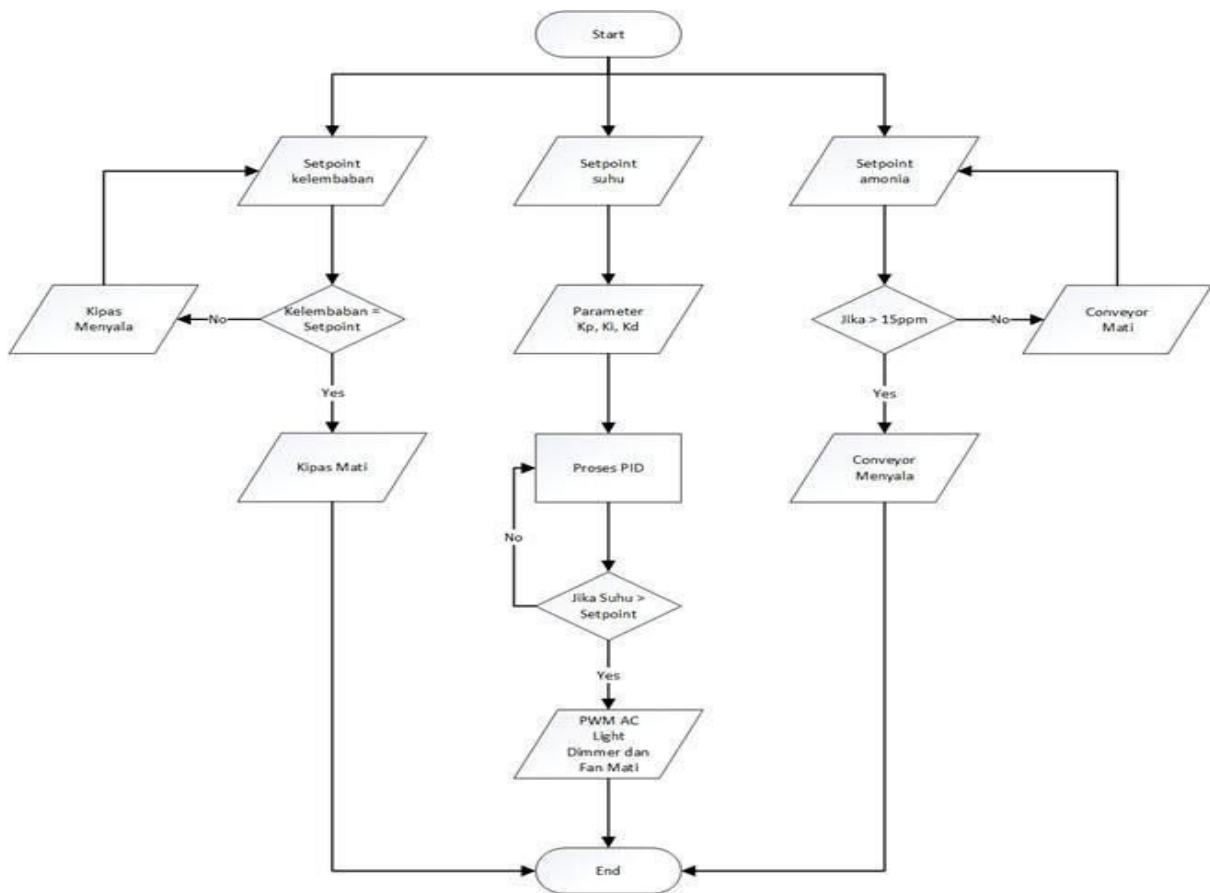 Start
Setpoint
kelembaban
Setpoint
suhu
Setpoint
amonia
Kipas
Menyala
No
Kelembaban =
Setpoint
Parameter
Kp, Ki, Kd
Jika > 15ppm
No
Conveyor
Mati
Yes
Yes
Kipas Mati
Proses PID
Conveyor
Menyala
No
Jika Suhu >
Setpoint
Yes
PWM AC
Light
Dimmer dan
Fan Mati
End